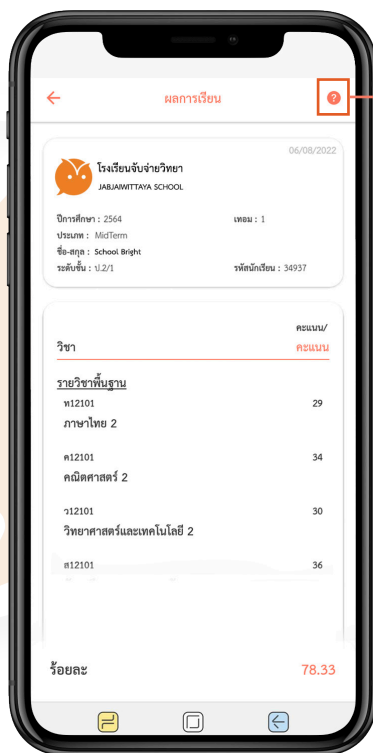 ผลการเรียน
?
06/08/2022
โรงเรียนจับจ่ายวิทยา
JABJAIWITTAYA SCHOOL
ปีการศึกษา : 2564 เทอม : 1
ประเภท : MidTerm
ชื่อ-สกุล : School Bright
ระดับชั้น : ป.2/1 รหัสนักเรียน : 34937
คะแนน/
วิชา คะแนน
รายวิชาพื้นฐาน
ท12101 29
ภาษาไทย 2
ค12101 34
คณิตศาสตร์ 2
ว12101 30
วิทยาศาสตร์และเทคโนโลยี 2
ส12101 36
ร้อยละ 78.33